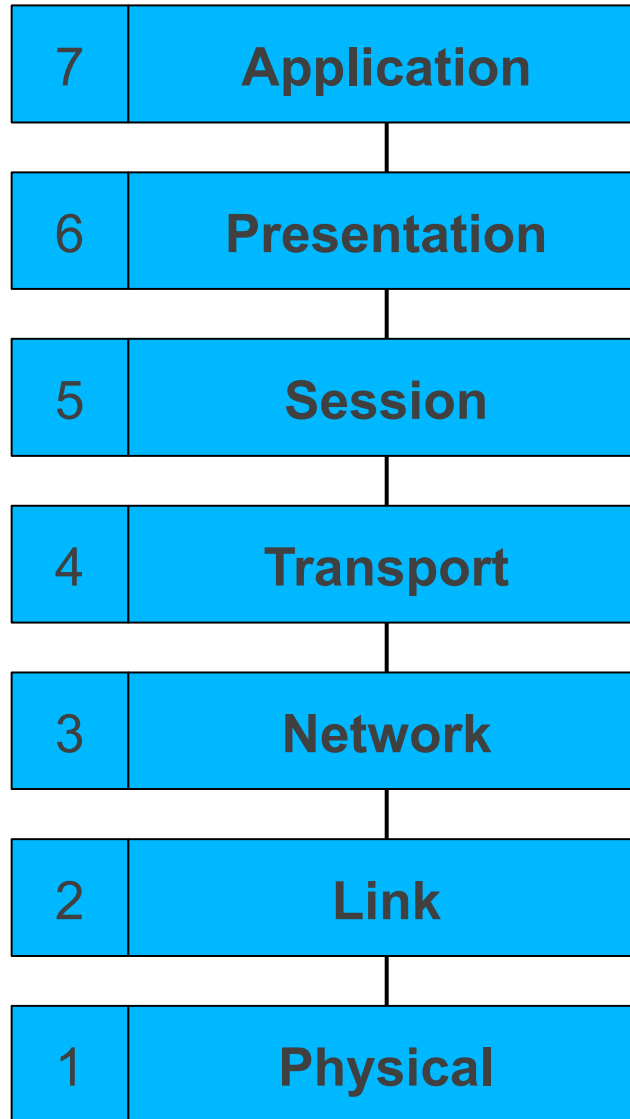 7 Application
6 Presentation
5 Session
4 Transport
3 Network
2 Link
1 Physical